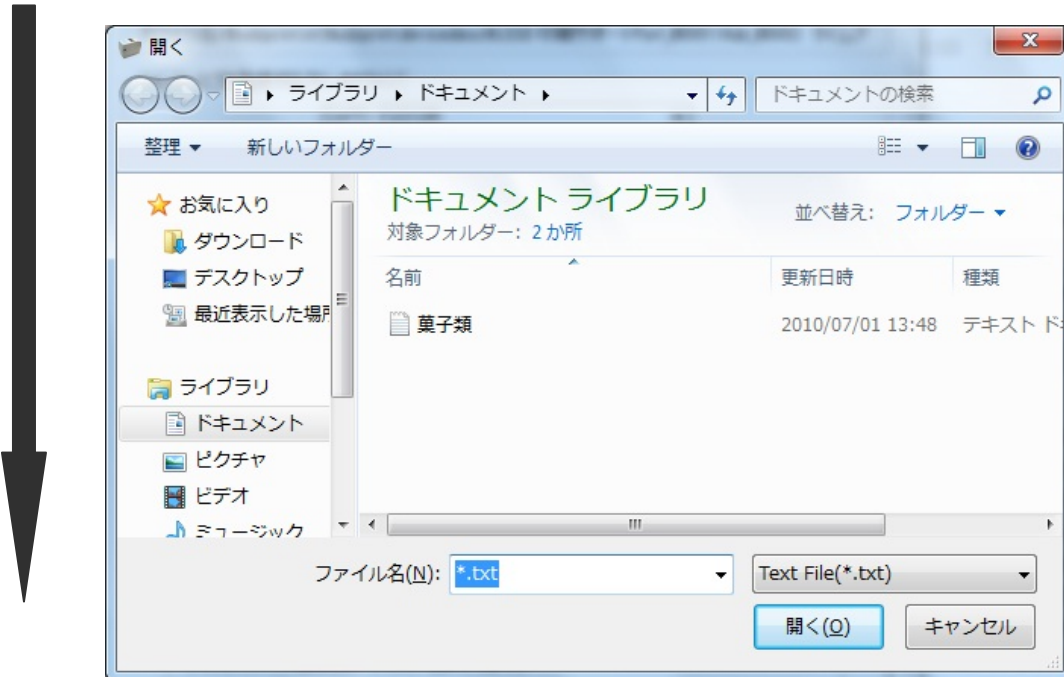 開く
ライブラリ ドキュメント
ドキュメントの検索
整理 新しいフォルダー
お気に入り
ダウンロード
デスクトップ
最近表示した場所
ライブラリ
ドキュメント
ピクチャ
ビデオ
ミュージック
ドキュメント ライブラリ
対象フォルダー: 2か所
並べ替え: フォルダー
名前 更新日時 種類
菓子類 2010/07/01 13:48 テキスト ドキ
ファイル名(N): *.txt Text File(*.txt)
開く(O) キャンセル